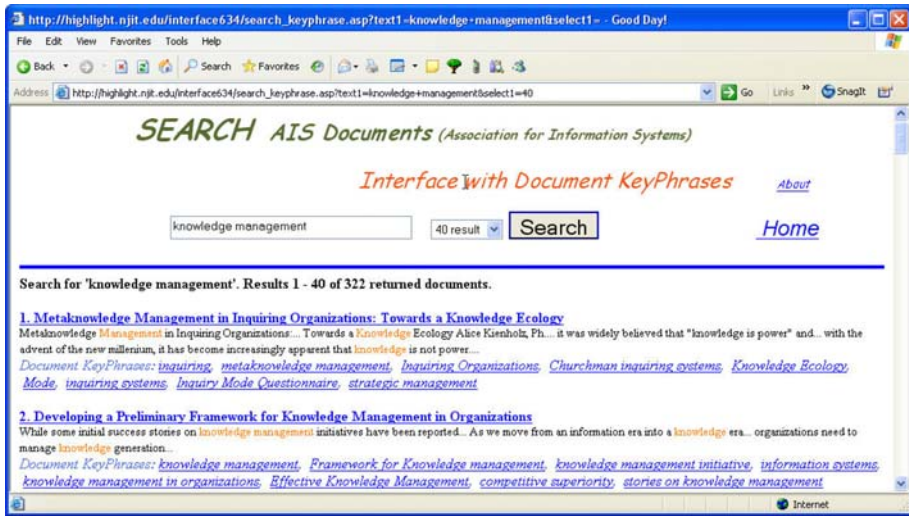 http://highlight.njit.edu/interface634/search_keyphrase.asp?text1=knowledge+management&select1= - Good Day!
File Edit View Favorites Tools Help
Back Search Favorites
Address http://highlight.njit.edu/interface634/search_keyphrase.asp?text1=knowledge+management&select1=40 Go Links » SnagIt
SEARCH AIS Documents (Association for Information Systems)
Interface with Document KeyPhrases About
knowledge management 40 result Search Home
Search for 'knowledge management'. Results 1 - 40 of 322 returned documents.
1. Metaknowledge Management in Inquiring Organizations: Towards a Knowledge Ecology
Metaknowledge Management in Inquiring Organizations:... Towards a Knowledge Ecology Alice Kienholz, Ph.... it was widely believed that "knowledge is power" and... with the
advent of the new millenium, it has become increasingly apparent that knowledge is not power....
Document KeyPhrases: inquiring, metaknowledge management, Inquiring Organizations, Churchman inquiring systems, Knowledge Ecology,
Mode, inquiring systems, Inquiry Mode Questionnaire, strategic management
2. Developing a Preliminary Framework for Knowledge Management in Organizations
While some initial success stories on knowledge management initiatives have been reported... As we move from an information era into a knowledge era... organizations need to
manage knowledge generation...
Document KeyPhrases: knowledge management, Framework for Knowledge management, knowledge management initiative, information systems,
knowledge management in organizations, Effective Knowledge Management, competitive superiority, stories on knowledge management
Internet